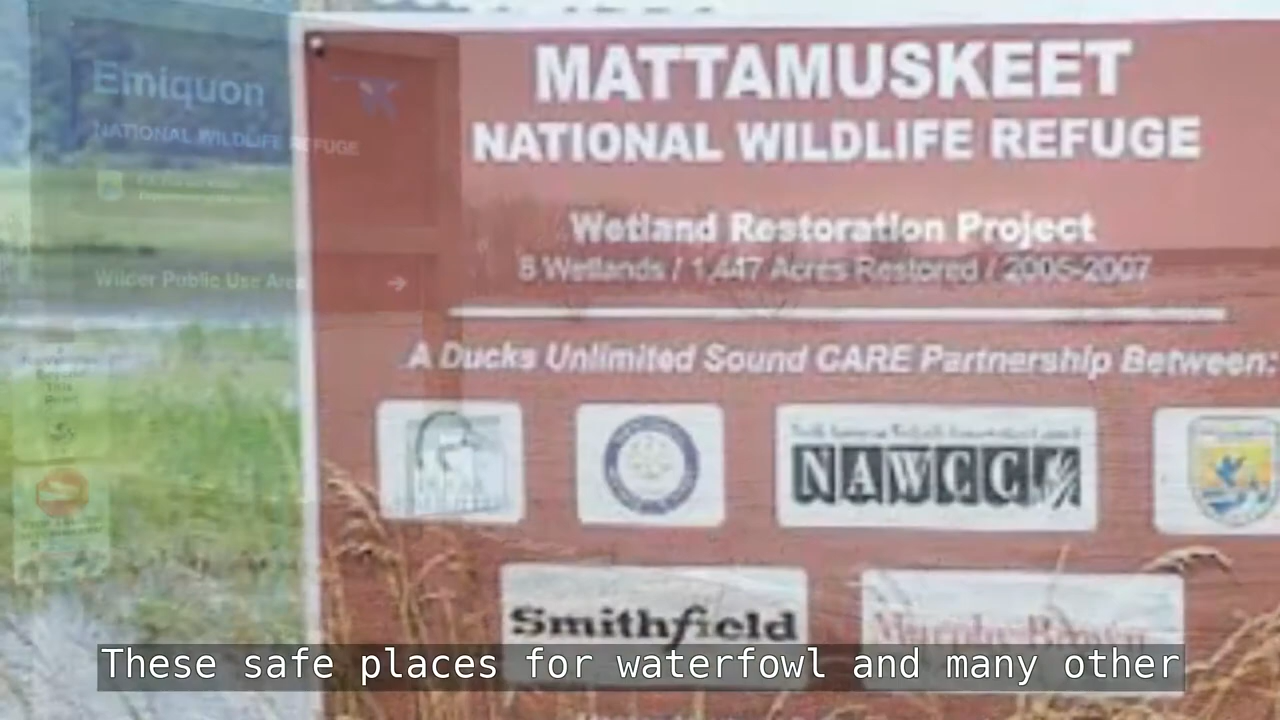 Emiquon
NATIONAL WILDLIFE REFUGE
Wilder Public Use Area
MATTAMUSKEET
NATIONAL WILDLIFE REFUGE
Wetland Restoration Project
8 Wetlands / 1,447 Acres Restored / 2006-2007
A Ducks Unlimited Sound CARE Partnership Between:
NAWCC
Smithfield
Murphy-Brown
These safe places for waterfowl and many other